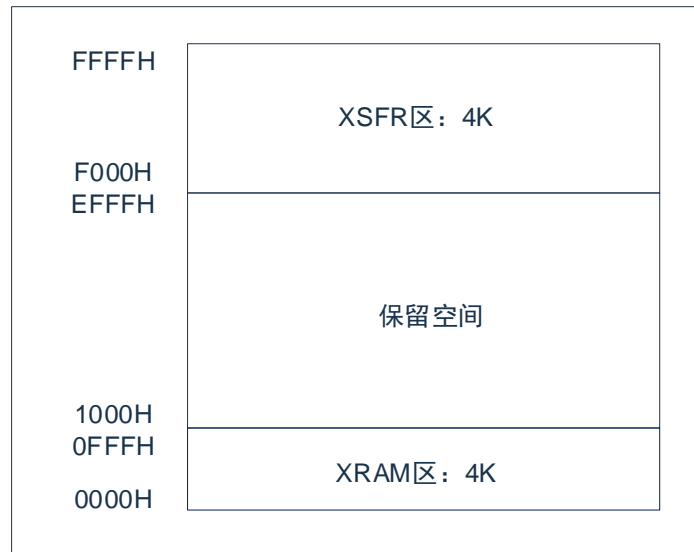 FFFFH
XSFR区：4K
F000H
EFFFH
保留空间
1000H
0FFFH
XRAM区：4K
0000H